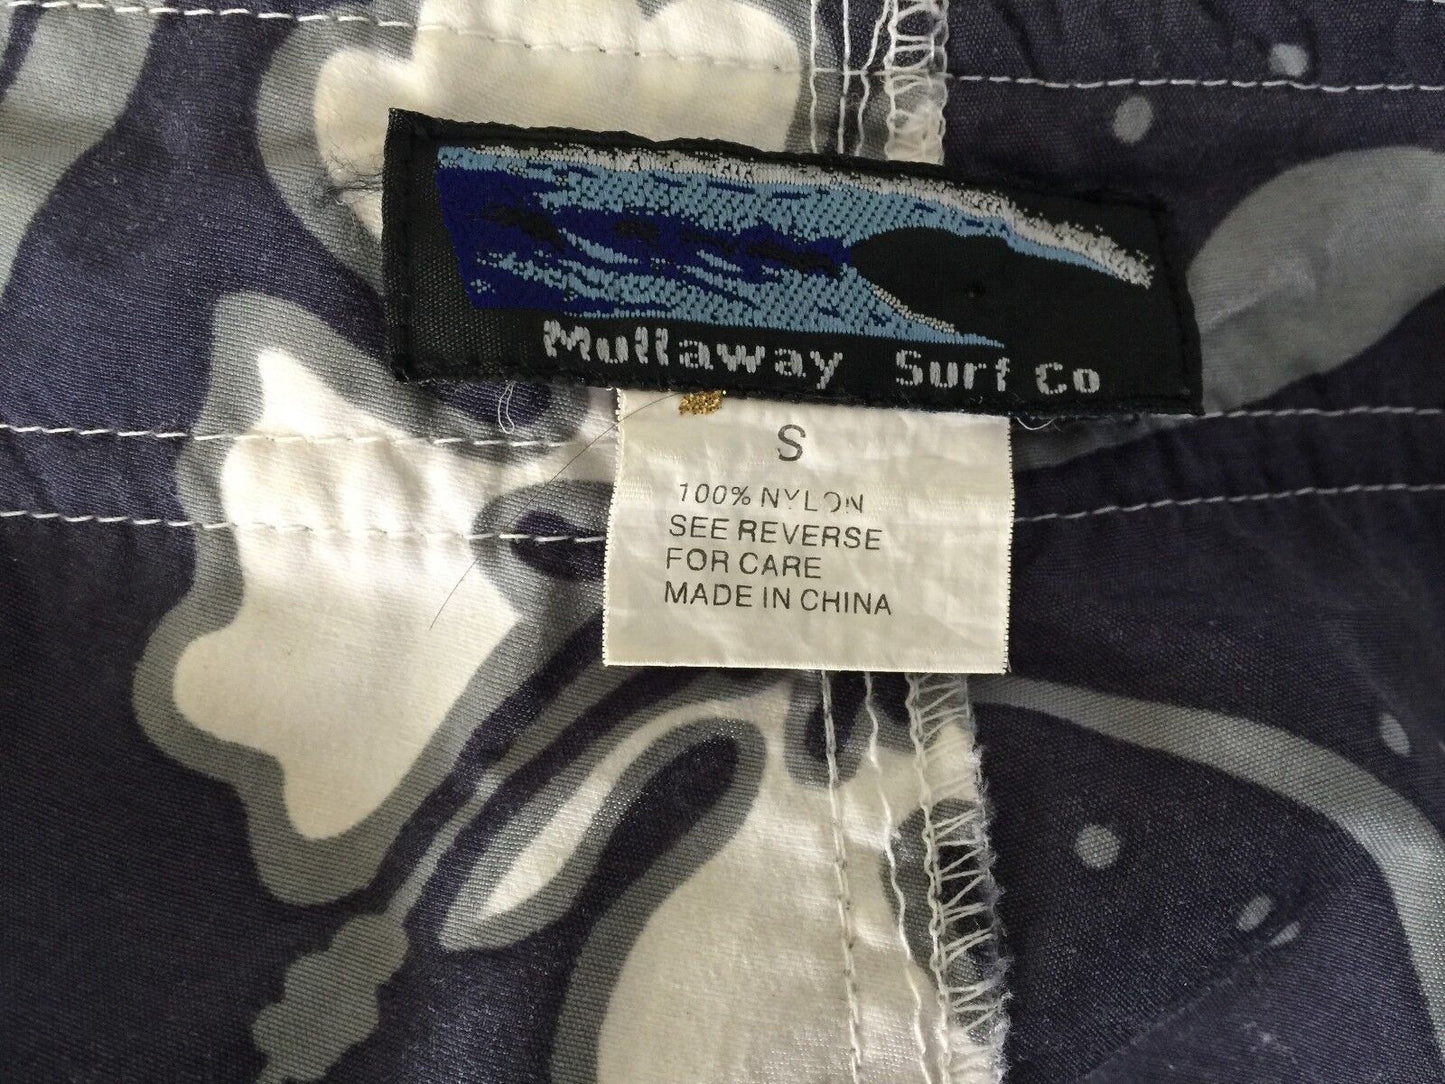 Mullaway Surf Co
S
100% NYLON
SEE REVERSE
FOR CARE
MADE IN CHINA